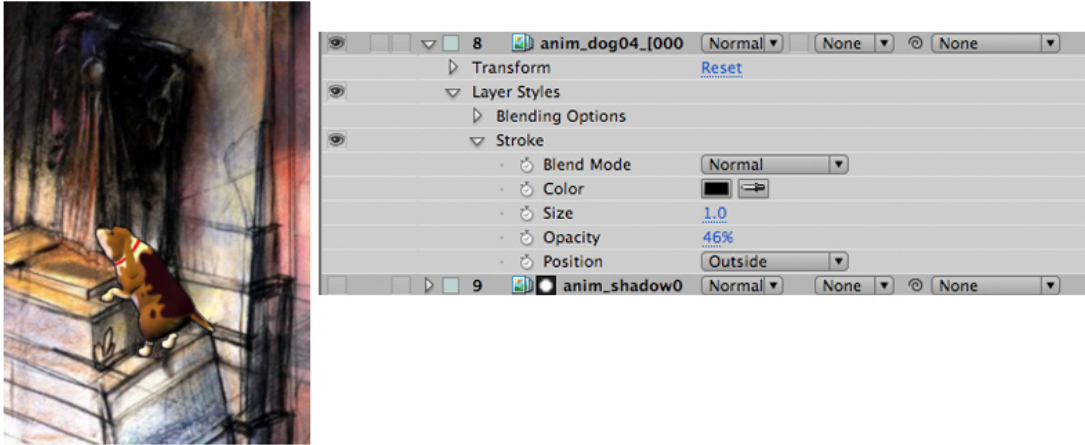 8 anim_dog04_[000 Normal None None
Transform Reset
Layer Styles
Blending Options
Stroke
Blend Mode Normal
Color
Size 1.0
Opacity 46%
Position Outside
9 anim_shadow0 Normal None None